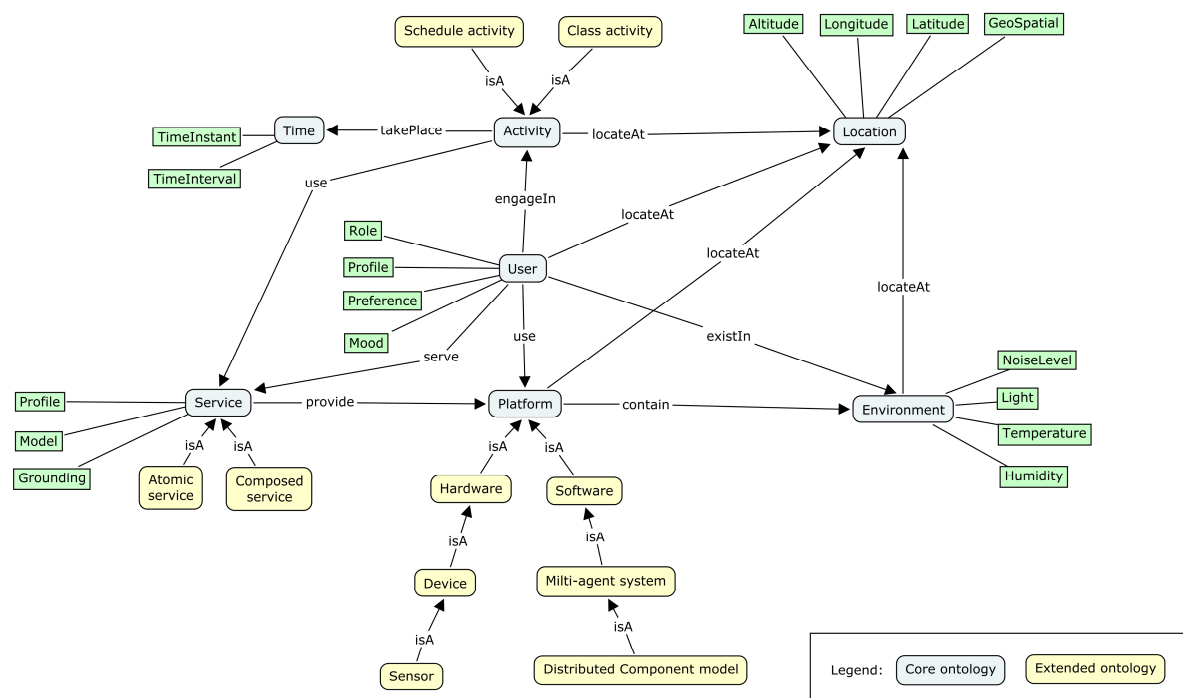 Schedule activity
Class activity
Altitude
Longitude
Latitude
GeoSpatial
isA
isA
TimeInstant
Time
takePlace
Activity
locateAt
Location
TimeInterval
use
engageIn
Role
locateAt
Profile
User
locateAt
Preference
locateAt
Mood
use
existIn
serve
NoiseLevel
Profile
Service
provide
Platform
contain
Environment
Light
Model
Temperature
isA
isA
isA
isA
Grounding
Atomic
service
Composed
service
Hardware
Software
Humidity
isA
isA
Device
Milti-agent system
isA
isA
Sensor
Distributed Component model
Legend:
Core ontology
Extended ontology